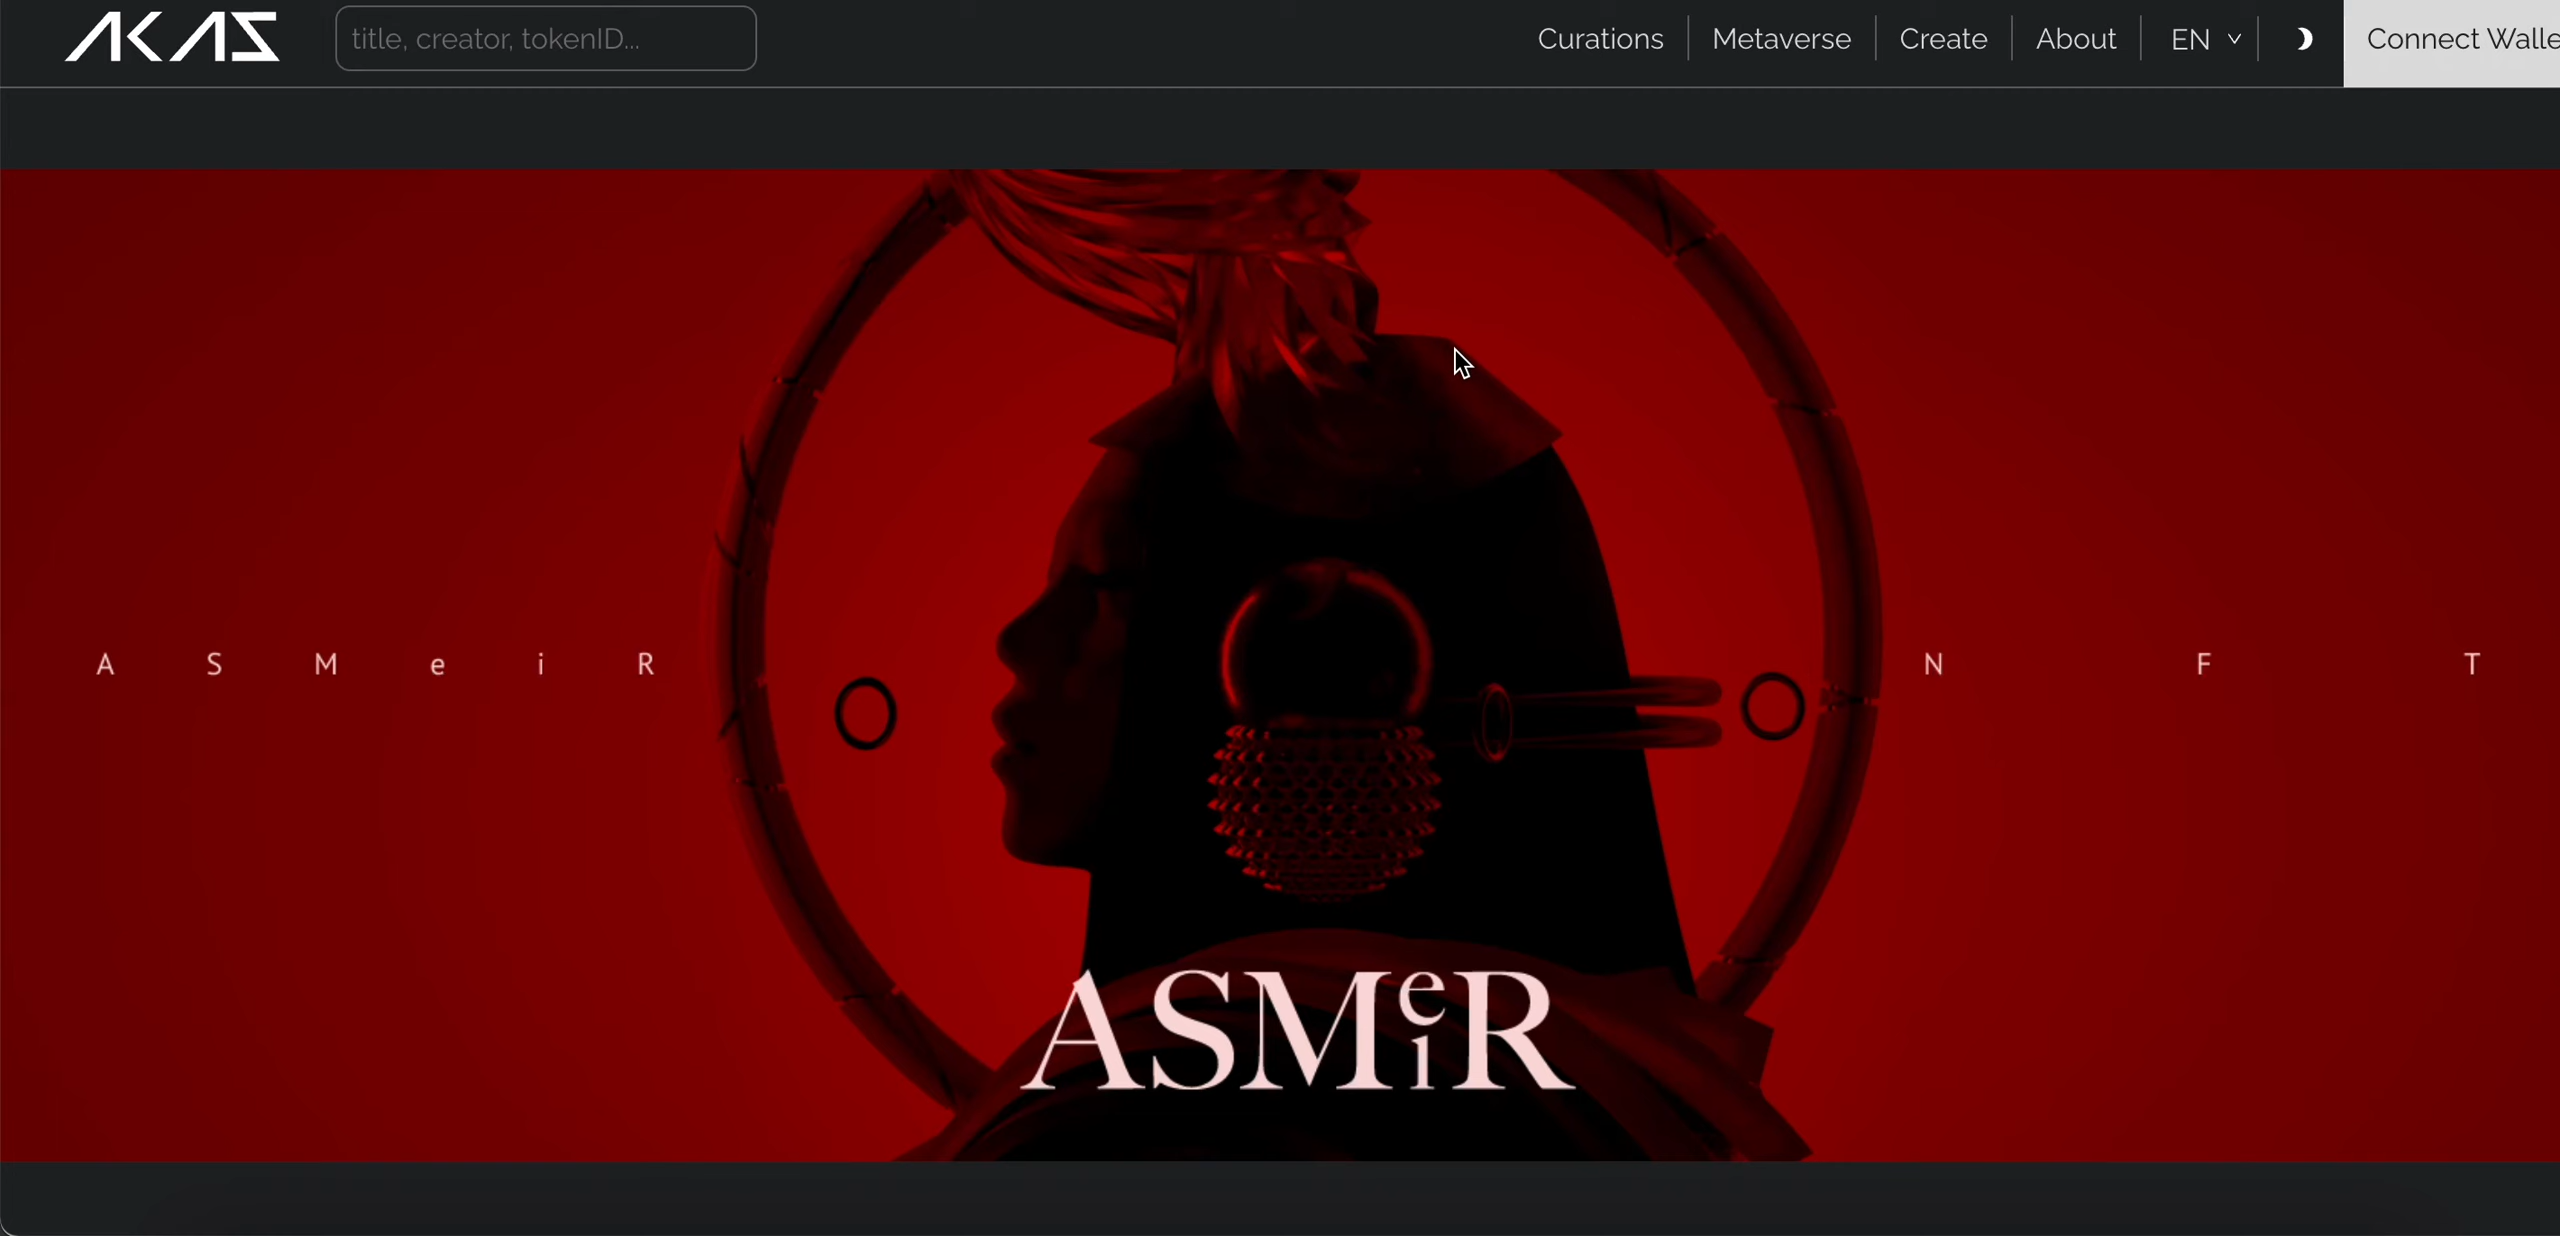 AKAS
title, creator, tokenID...
Curations
Metaverse
Create
About
EN
Connect Walle
A S M e i R
N F T
ASMeiR